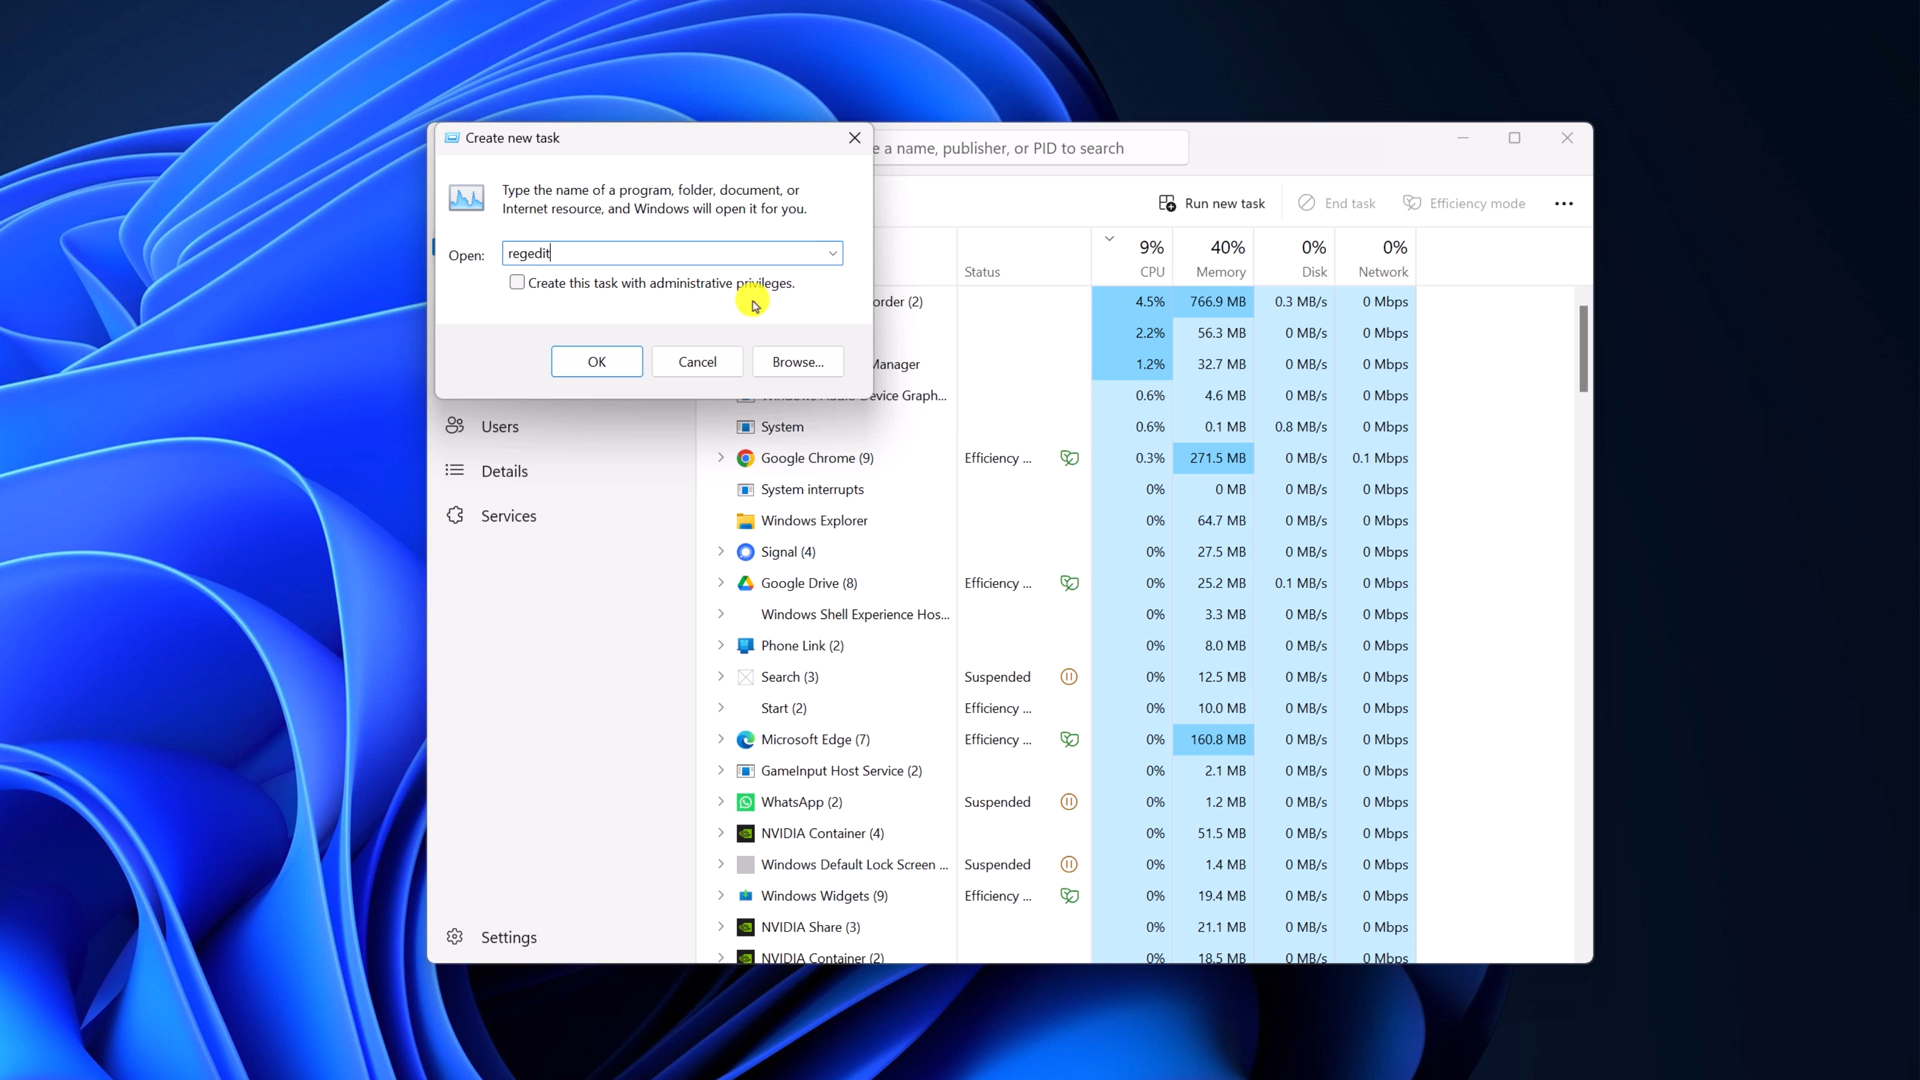 Create new task
e a name, publisher, or PID to search
Type the name of a program, folder, document, or
Internet resource, and Windows will open it for you.
Open:
regedit
Create this task with administrative privileges.
OK
Cancel
Browse...
Run new task
End task
Efficiency mode
Users
Details
Services
Settings
9% 40% 0% 0%
Status CPU Memory Disk Network
order (2) 4.5% 766.9 MB 0.3 MB/s 0 Mbps
2.2% 56.3 MB 0 MB/s 0 Mbps
Manager 1.2% 32.7 MB 0 MB/s 0 Mbps
Windows Audio Device Graph... 0.6% 4.6 MB 0 MB/s 0 Mbps
System 0.6% 0.1 MB 0.8 MB/s 0 Mbps
Google Chrome (9) Efficiency ... 0.3% 271.5 MB 0 MB/s 0.1 Mbps
System interrupts 0% 0 MB 0 MB/s 0 Mbps
Windows Explorer 0% 64.7 MB 0 MB/s 0 Mbps
Signal (4) 0% 27.5 MB 0 MB/s 0 Mbps
Google Drive (8) Efficiency ... 0% 25.2 MB 0.1 MB/s 0 Mbps
Windows Shell Experience Hos... 0% 3.3 MB 0 MB/s 0 Mbps
Phone Link (2) 0% 8.0 MB 0 MB/s 0 Mbps
Search (3) Suspended 0% 12.5 MB 0 MB/s 0 Mbps
Start (2) Efficiency ... 0% 10.0 MB 0 MB/s 0 Mbps
Microsoft Edge (7) Efficiency ... 0% 160.8 MB 0 MB/s 0 Mbps
GameInput Host Service (2) 0% 2.1 MB 0 MB/s 0 Mbps
WhatsApp (2) Suspended 0% 1.2 MB 0 MB/s 0 Mbps
NVIDIA Container (4) 0% 51.5 MB 0 MB/s 0 Mbps
Windows Default Lock Screen ... Suspended 0% 1.4 MB 0 MB/s 0 Mbps
Windows Widgets (9) Efficiency ... 0% 19.4 MB 0 MB/s 0 Mbps
NVIDIA Share (3) 0% 21.1 MB 0 MB/s 0 Mbps
NVIDIA Container (2) 0% 18.5 MB 0 MB/s 0 Mbps